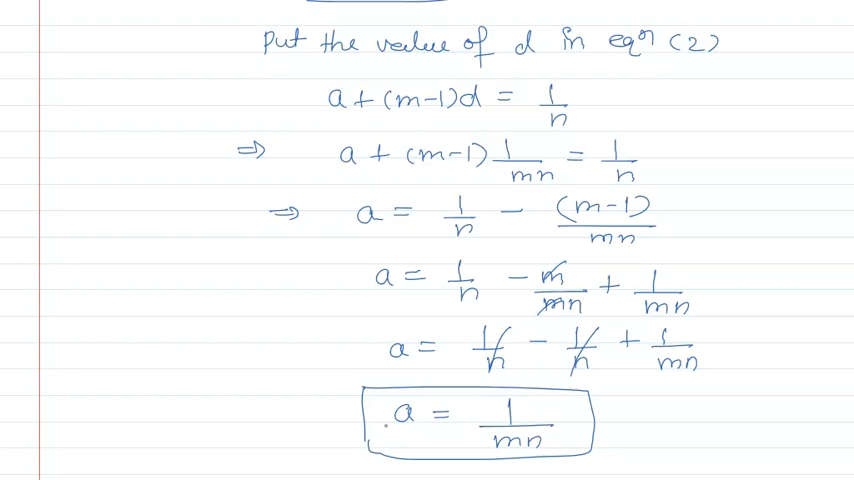 Put the value of d in eqn (2)
a + (m-1)d = 1/n
⇒ a + (m-1) 1/mn = 1/n
⇒ a = 1/n - (m-1)/mn
a = 1/n - m/mn + 1/mn
a = 1/n - 1/n + 1/mn
a = 1/mn